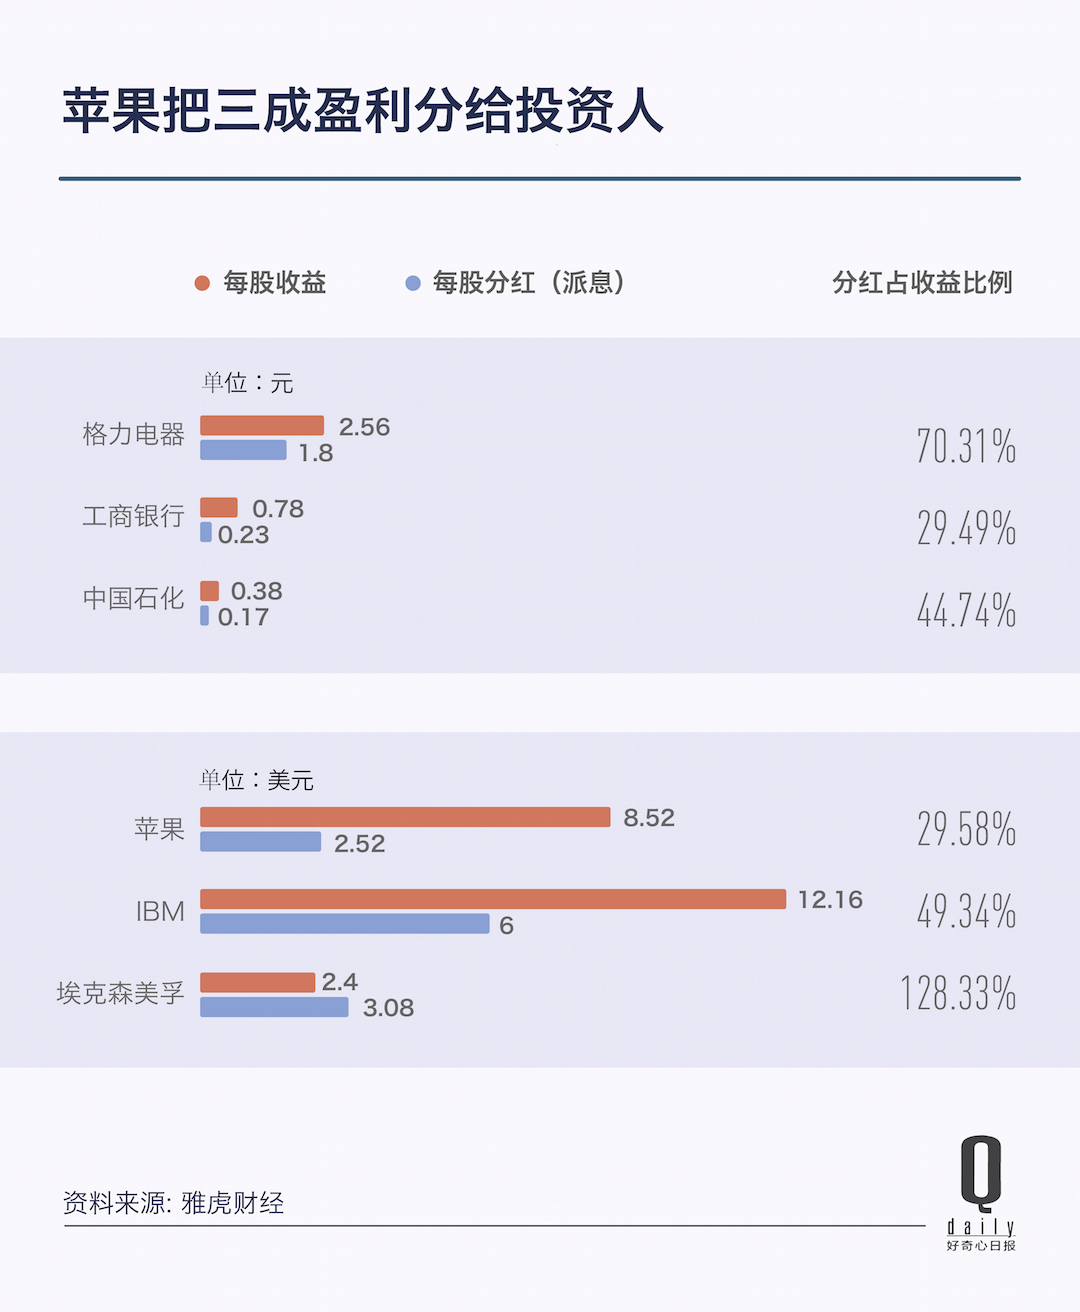 苹果把三成盈利分给投资人
每股收益 每股分红（派息） 分红占收益比例
单位：元
格力电器 2.56 1.8 70.31%
工商银行 0.78 0.23 29.49%
中国石化 0.38 0.17 44.74%
单位：美元
苹果 8.52 2.52 29.58%
IBM 12.16 6 49.34%
埃克森美孚 2.4 3.08 128.33%
资料来源: 雅虎财经
Q
daily
好奇心日报